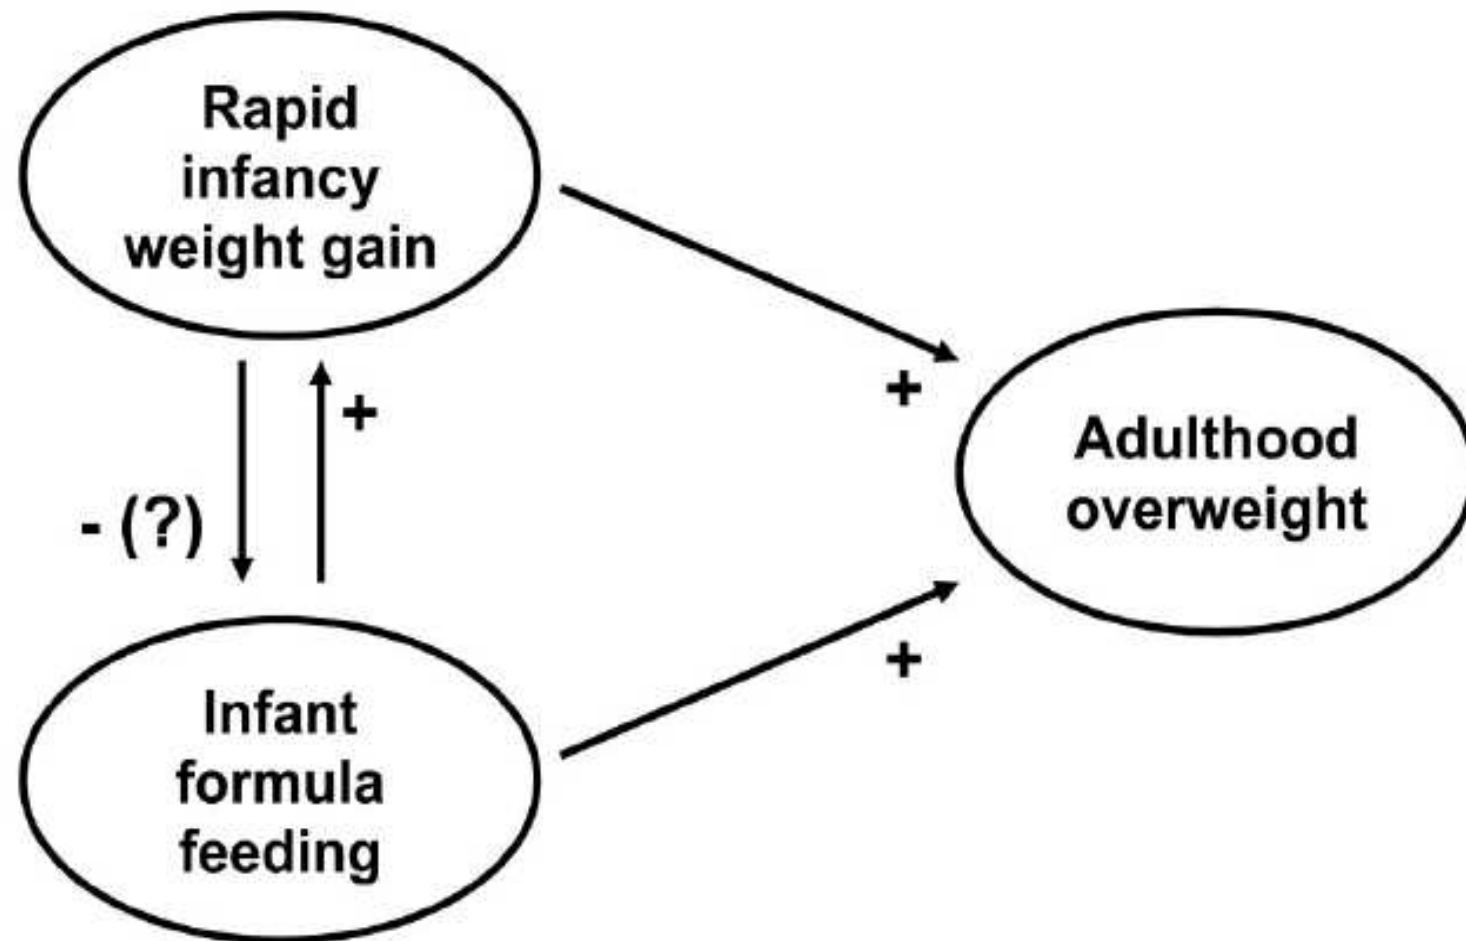 Rapid
infancy
weight gain
+
- (?)
+
Adulthood
overweight
+
Infant
formula
feeding